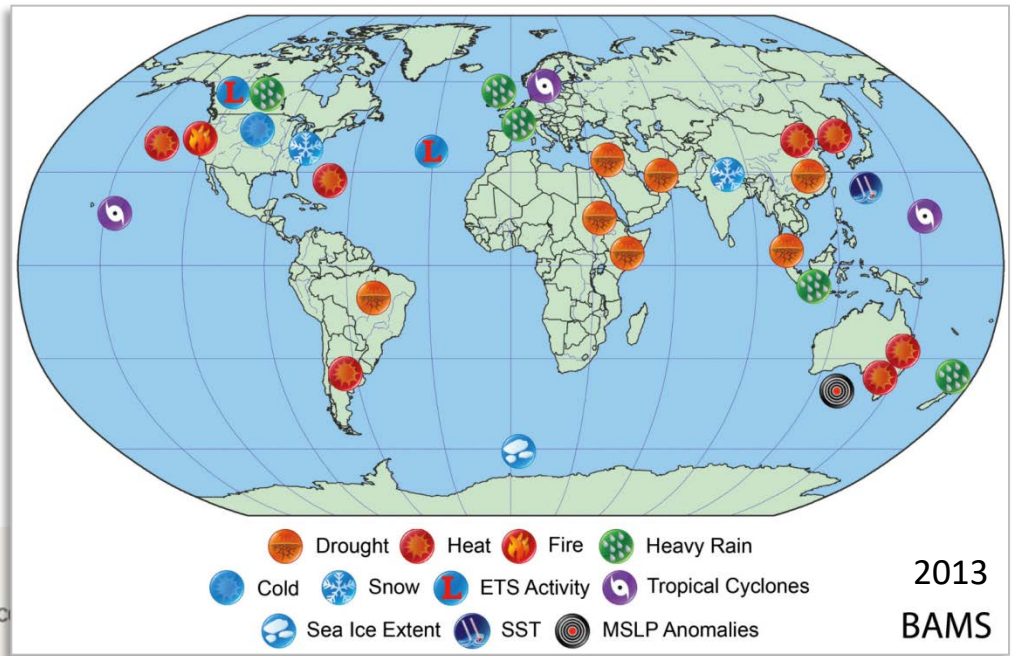 Drought Heat Fire Heavy Rain
Cold Snow ETS Activity Tropical Cyclones
Sea Ice Extent SST MSLP Anomalies
2013
BAMS
L
L
L